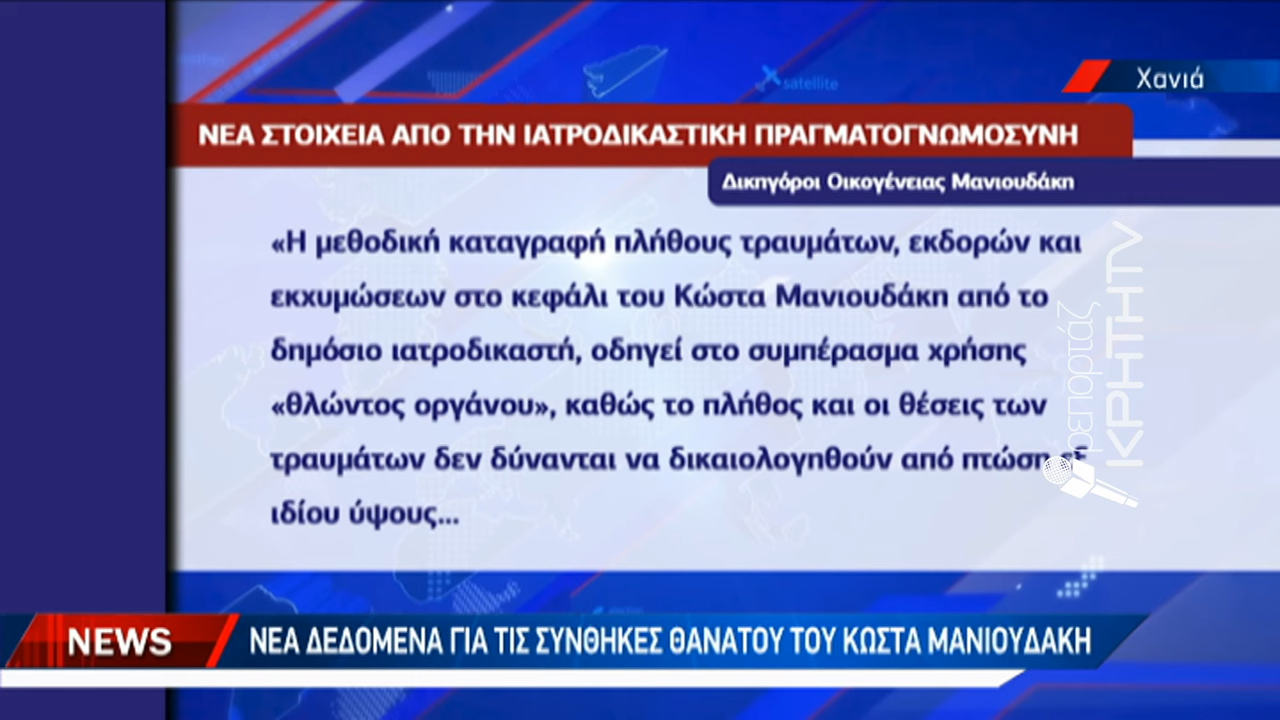 satellite
Χανιά
ΝΕΑ ΣΤΟΙΧΕΙΑ ΑΠΟ ΤΗΝ ΙΑΤΡΟΔΙΚΑΣΤΙΚΗ ΠΡΑΓΜΑΤΟΓΝΩΜΟΣΥΝΗ
Δικηγόροι Οικογένειας Μανιουδάκη
«Η μεθοδική καταγραφή πλήθους τραυμάτων, εκδορών και
εκχυμώσεων στο κεφάλι του Κώστα Μανιουδάκη από το
δημόσιο ιατροδικαστή, οδηγεί στο συμπέρασμα χρήσης
«θλώντος οργάνου», καθώς το πλήθος και οι θέσεις των
τραυμάτων δεν δύνανται να δικαιολογηθούν από πτώση εξ
ιδίου ύψους...
ρεπορτάζ
ΚΡΗΤΗTV
NEWS
ΝΕΑ ΔΕΔΟΜΕΝΑ ΓΙΑ ΤΙΣ ΣΥΝΘΗΚΕΣ ΘΑΝΑΤΟΥ ΤΟΥ ΚΩΣΤΑ ΜΑΝΙΟΥΔΑΚΗ